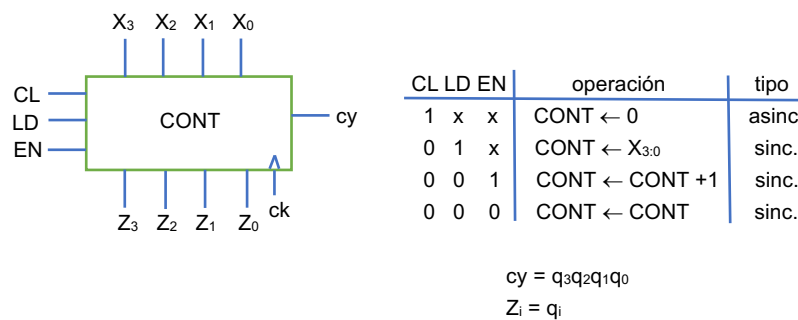 X₃ X₂ X₁ X₀
CL
LD
EN
CONT
cy
Z₃ Z₂ Z₁ Z₀ ck
CL LD EN operación tipo
1 x x CONT ← 0 asinc
0 1 x CONT ← X₃:₀ sinc.
0 0 1 CONT ← CONT +1 sinc.
0 0 0 CONT ← CONT sinc.
cy = q₃q₂q₁q₀
Zᵢ = qᵢ